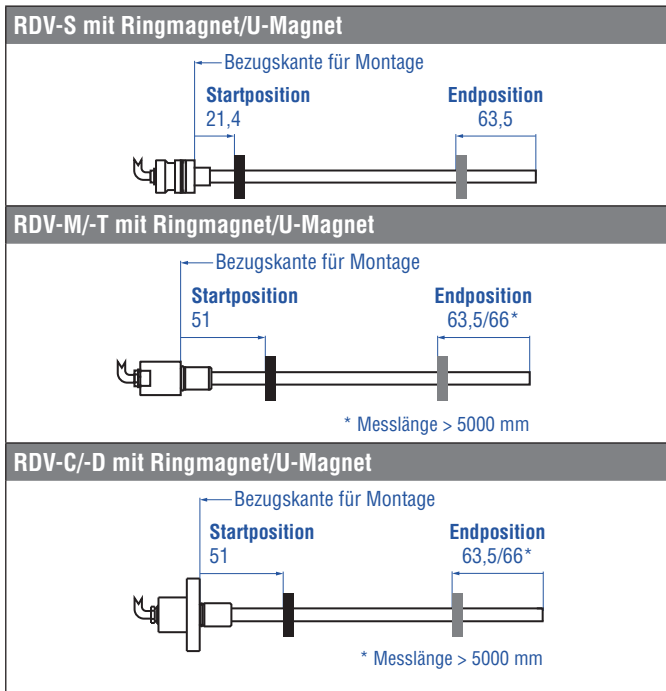 RDV-S mit Ringmagnet/U-Magnet
Bezugskante für Montage
Startposition Endposition
21,4 63,5
RDV-M/-T mit Ringmagnet/U-Magnet
Bezugskante für Montage
Startposition Endposition
51 63,5/66*
* Messlänge > 5000 mm
RDV-C/-D mit Ringmagnet/U-Magnet
Bezugskante für Montage
Startposition Endposition
51 63,5/66*
* Messlänge > 5000 mm